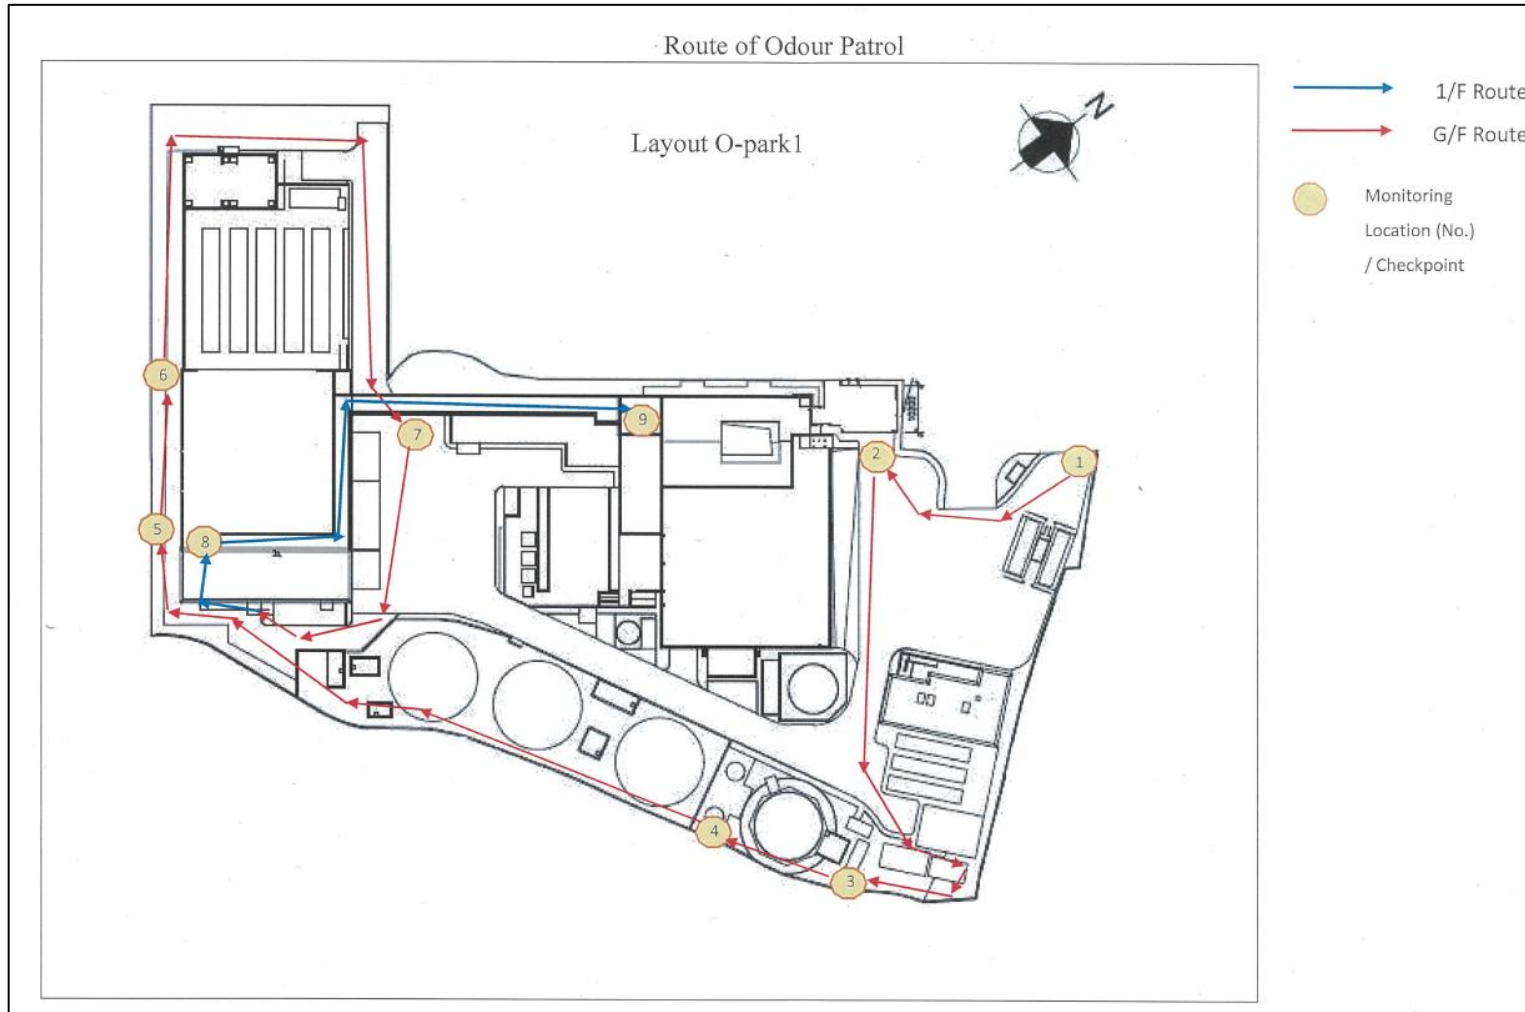 Route of Odour Patrol
Layout O-park1
N
1/F Route
G/F Route
Monitoring
Location (No.)
/ Checkpoint
6
7
9
2
1
5
8
4
3